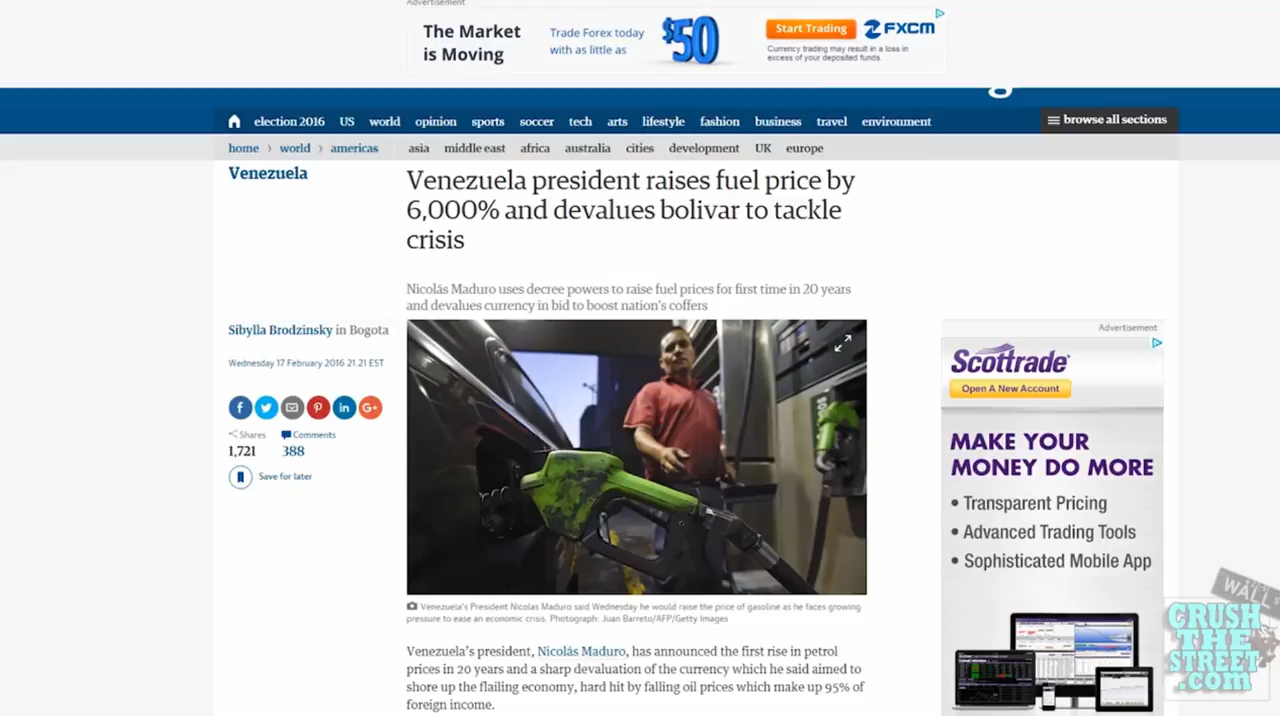 Advertisement
The Market
is Moving
Trade Forex today
with as little as
$50
Start Trading
FXCM
Currency trading may result in a loss in
excess of your deposited funds.
election 2016 US world opinion sports soccer tech arts lifestyle fashion business travel environment
browse all sections
home › world › americas
asia middle east africa australia cities development UK europe
Venezuela
Venezuela president raises fuel price by
6,000% and devalues bolivar to tackle
crisis
Nicolás Maduro uses decree powers to raise fuel prices for first time in 20 years
and devalues currency in bid to boost nation's coffers
Sibylla Brodzinsky in Bogota
Wednesday 17 February 2016 21.21 EST
Shares
1,721
Comments
388
Save for later
Venezuela's President Nicolas Maduro said Wednesday he would raise the price of gasoline as he faces growing
pressure to ease an economic crisis. Photograph: Juan Barreto/AFP/Getty Images
Venezuela's president, Nicolás Maduro, has announced the first rise in petrol
prices in 20 years and a sharp devaluation of the currency which he said aimed to
shore up the flailing economy, hard hit by falling oil prices which make up 95% of
foreign income.
Advertisement
Scottrade
Open A New Account
MAKE YOUR
MONEY DO MORE
• Transparent Pricing
• Advanced Trading Tools
• Sophisticated Mobile App
WALL
CRUSH
THE
STREET
.com